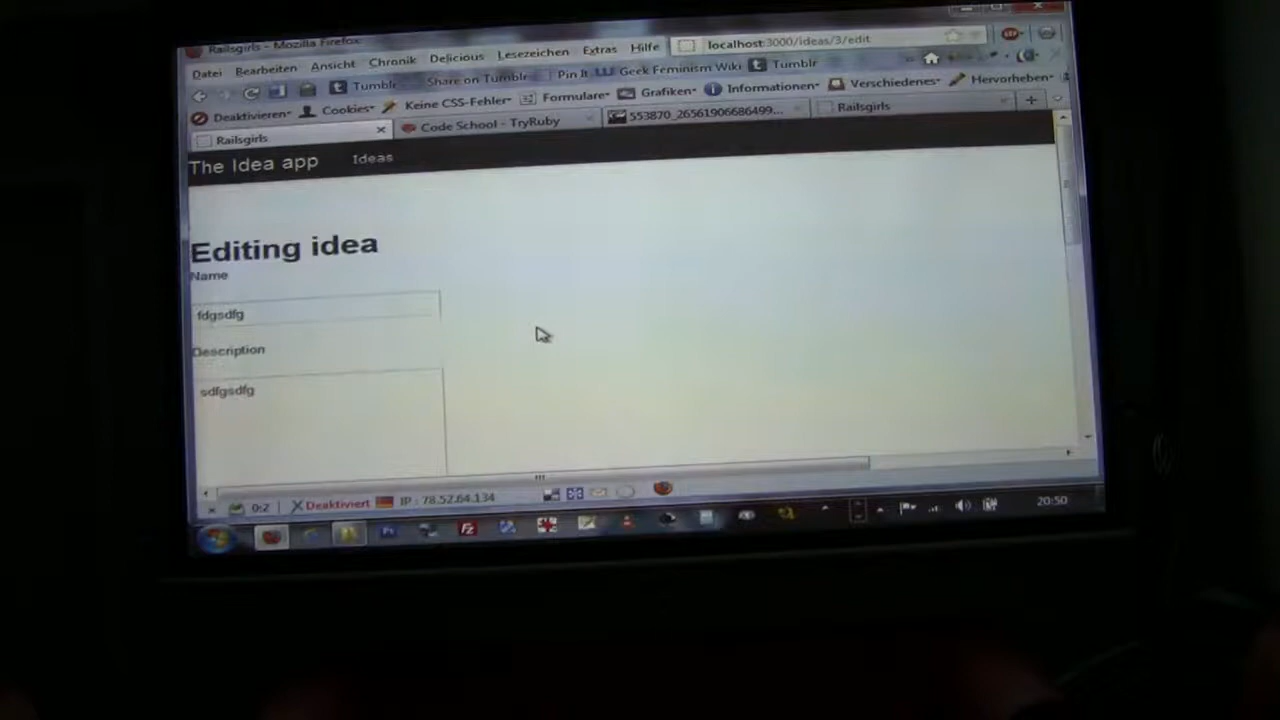 Railsgirls - Mozilla Firefox
Datei Bearbeiten Ansicht Chronik Delicious Lesezeichen Extras Hilfe localhost:3000/ideas/3/edit
Tumblr Share on Tumblr Pin It Geek Feminism Wiki Tumblr
Deaktivieren Cookies Keine CSS-Fehler Formulare Grafiken Informationen Verschiedenes Hervorheben
Railsgirls Code School - TryRuby 553870_26561906686499... Railsgirls
The Idea app Ideas
Editing idea
Name
fdgsdfg
Description
sdfgsdfg
0:2 Deaktiviert IP : 78.52.64.134
20:50